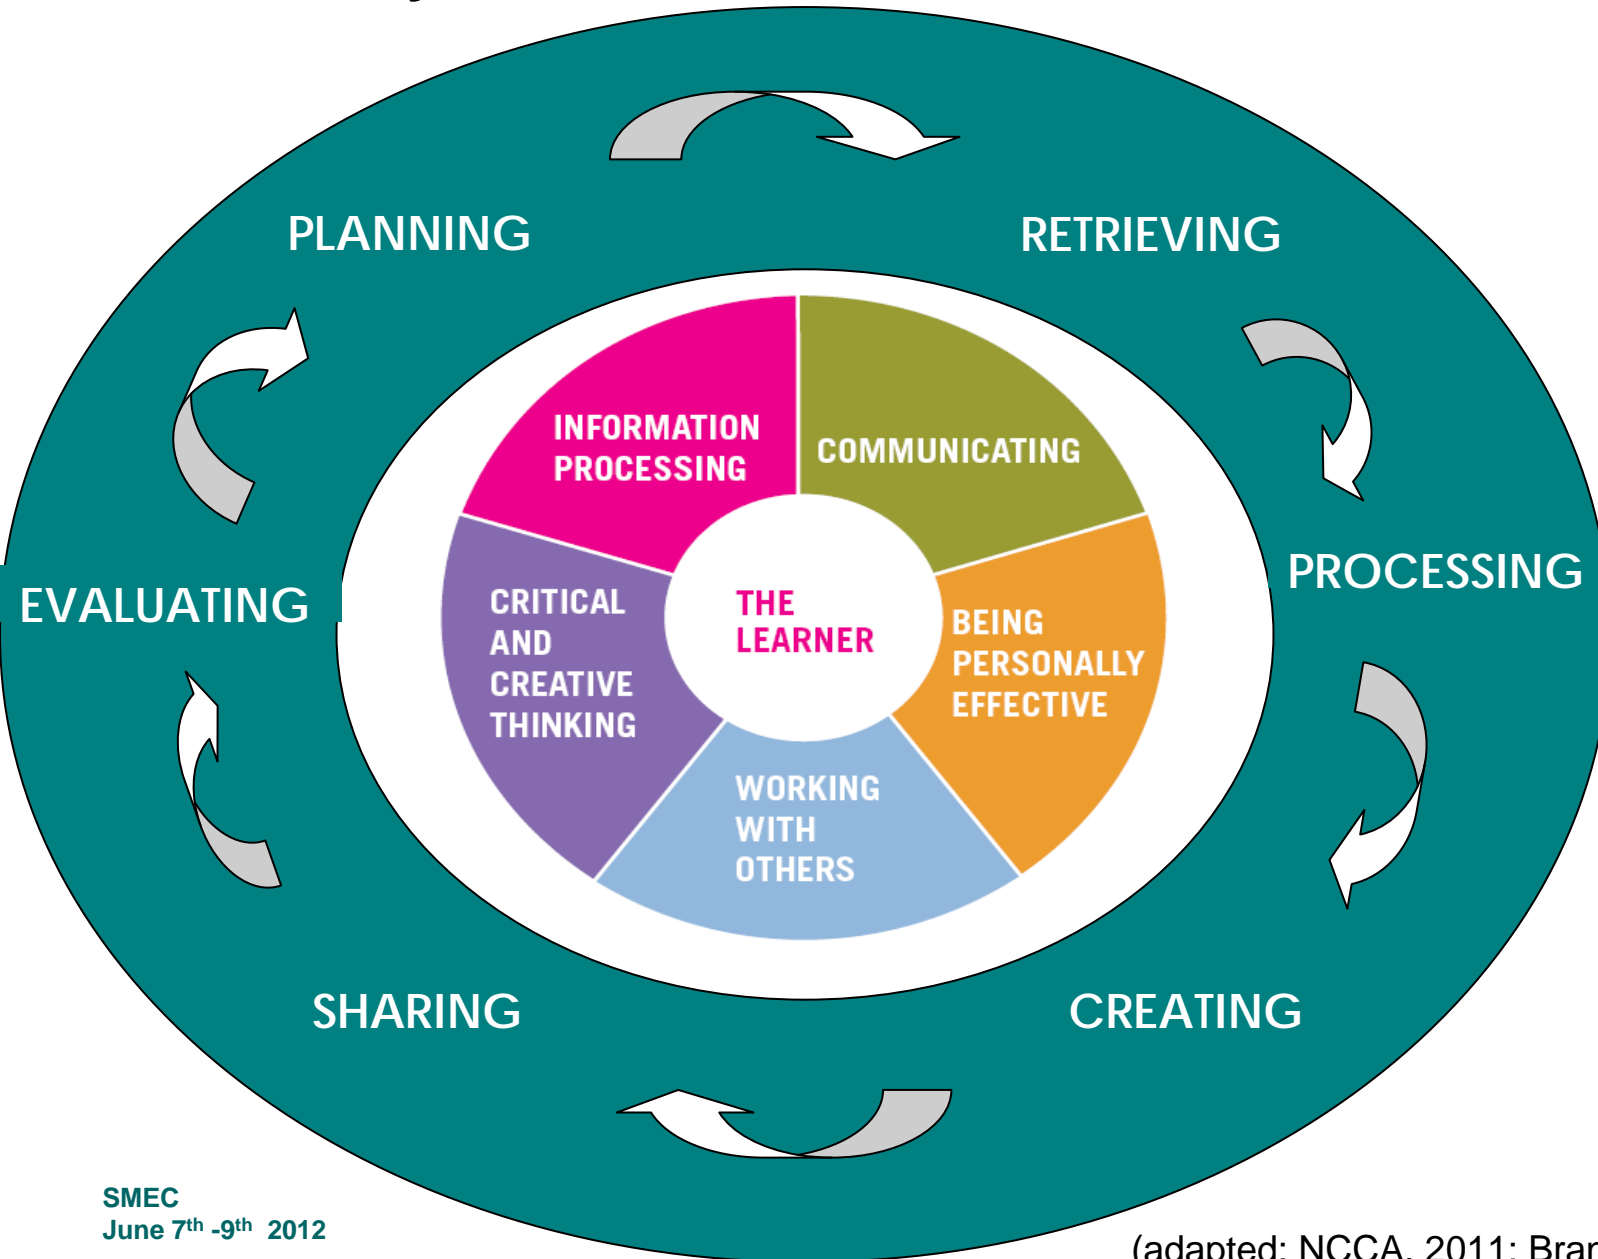 PLANNING
RETRIEVING
INFORMATION
PROCESSING
COMMUNICATING
EVALUATING
PROCESSING
CRITICAL
AND
CREATIVE
THINKING
THE
LEARNER
BEING
PERSONALLY
EFFECTIVE
WORKING
WITH
OTHERS
SHARING
CREATING
SMEC
June 7th -9th 2012
(adapted: NCCA, 2011; Bran